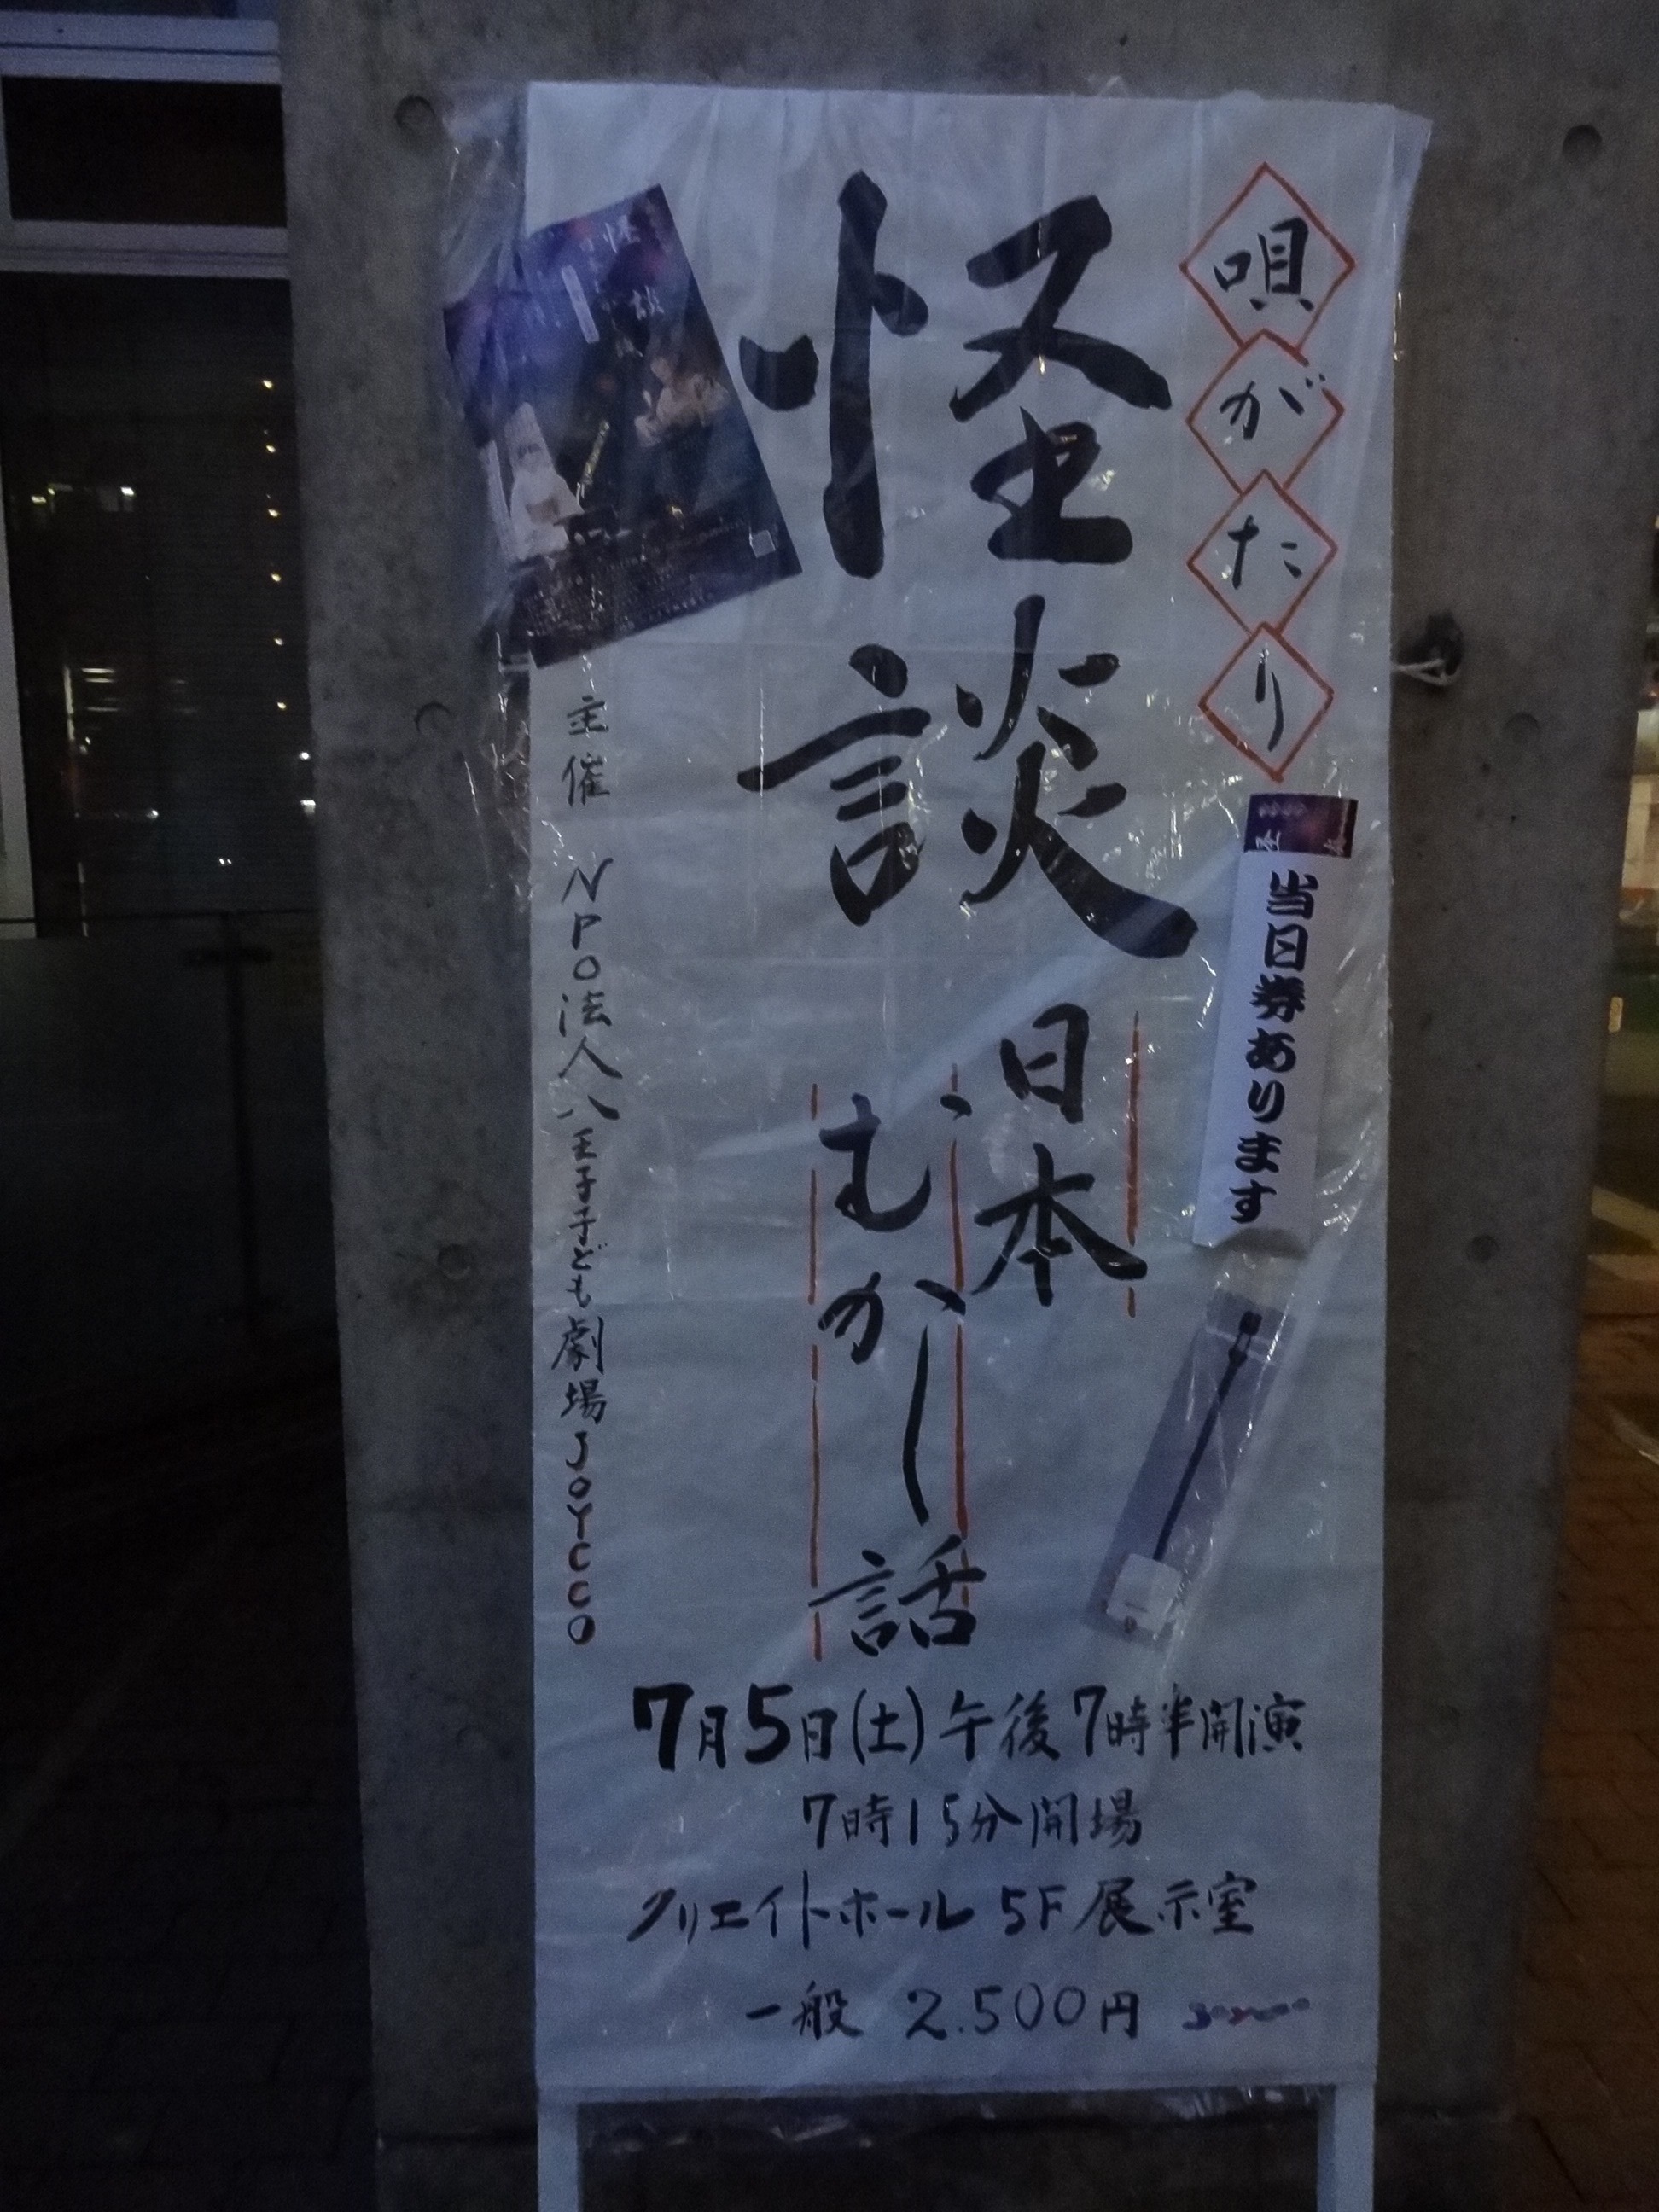 唄がたり
怪談
日本
むかし話
当日券あります
主催 NPO法人八王子子ども劇場JOYCCO
7月5日(土)午後7時半開演
7時15分開場
クリエイトホール 5F 展示室
一般 2.500円
怪談